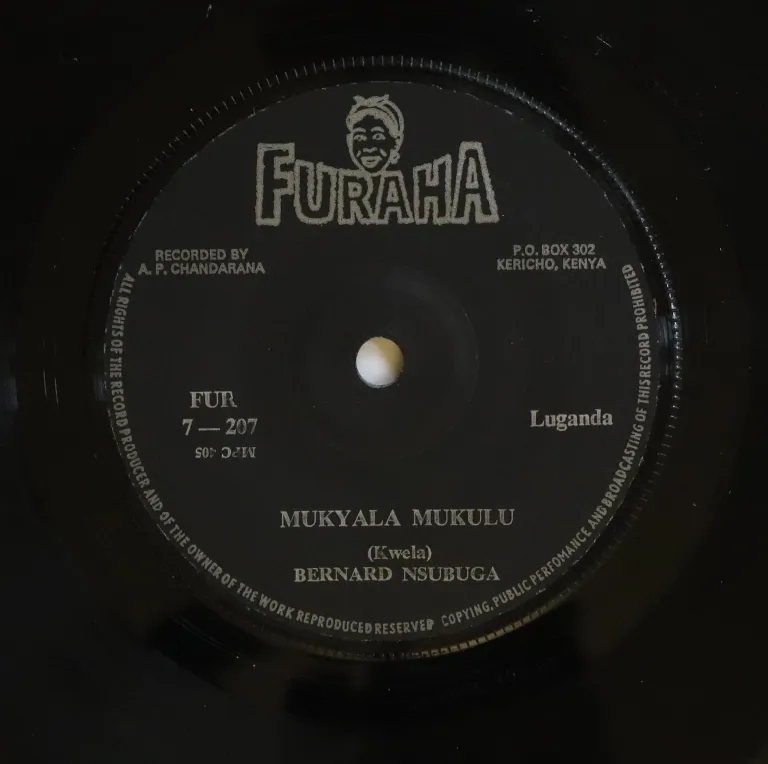 FURAHA
RECORDED BY
A. P. CHANDARANA
P.O. BOX 302
KERICHO, KENYA
FUR
7 — 207
MPC 405
Luganda
MUKYALA MUKULU
(Kwela)
BERNARD NSUBUGA
ALL RIGHTS OF THE RECORD PRODUCER AND OF THE OWNER OF THE WORK REPRODUCED RESERVED COPYING, PUBLIC PERFOMANCE AND BROADCASTING OF THIS RECORD PROHIBITED